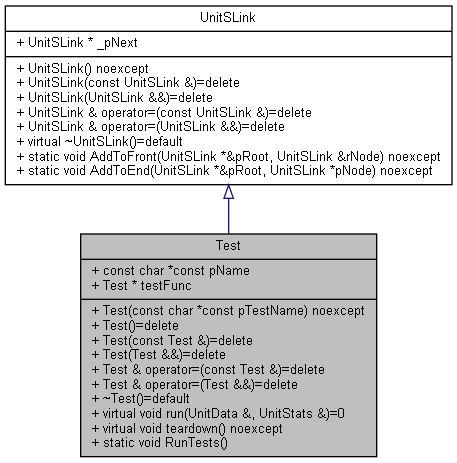 UnitSLink
+ UnitSLink * _pNext
+ UnitSLink() noexcept
+ UnitSLink(const UnitSLink &)=delete
+ UnitSLink(UnitSLink &&)=delete
+ UnitSLink & operator=(const UnitSLink &)=delete
+ UnitSLink & operator=(UnitSLink &&)=delete
+ virtual ~UnitSLink()=default
+ static void AddToFront(UnitSLink *&pRoot, UnitSLink &rNode) noexcept
+ static void AddToEnd(UnitSLink *&pRoot, UnitSLink *pNode) noexcept
Test
+ const char *const pName
+ Test * testFunc
+ Test(const char *const pTestName) noexcept
+ Test()=delete
+ Test(const Test &)=delete
+ Test(Test &&)=delete
+ Test & operator=(const Test &)=delete
+ Test & operator=(Test &&)=delete
+ ~Test()=default
+ virtual void run(UnitData &, UnitStats &)=0
+ virtual void teardown() noexcept
+ static void RunTests()